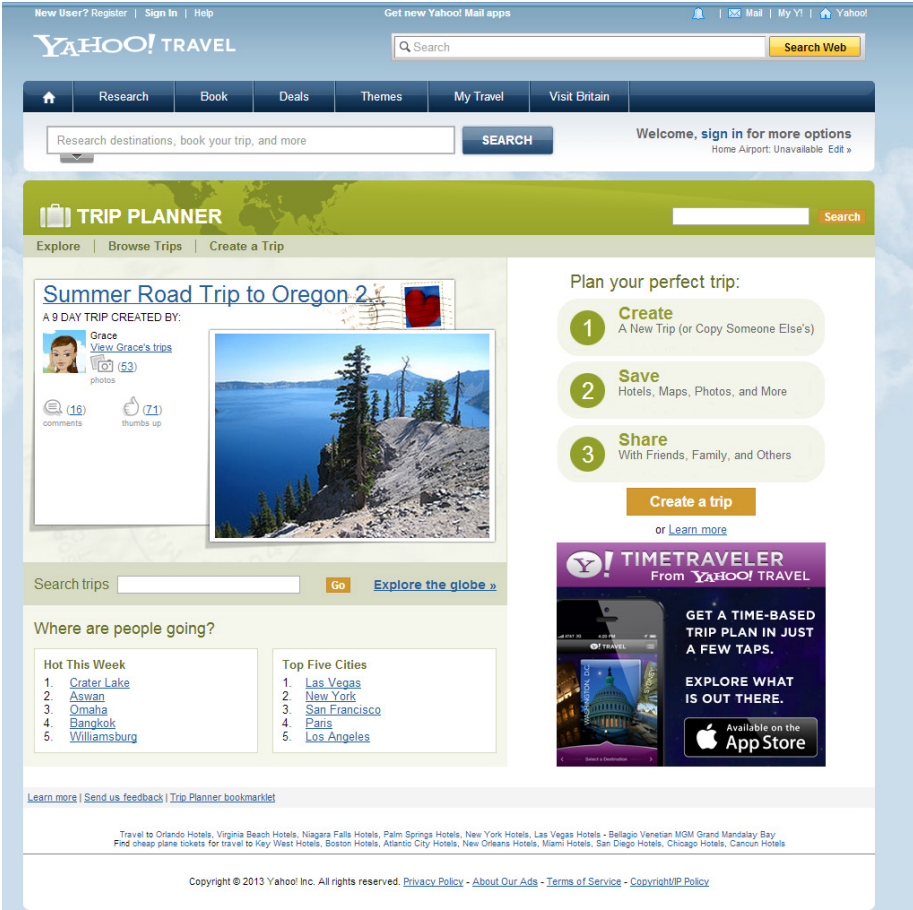 New User? Register | Sign In | Help
Get new Yahoo! Mail apps
Mail | My Y! | Yahoo!
YAHOO! TRAVEL
Search
Search Web
Research
Book
Deals
Themes
My Travel
Visit Britain
Research destinations, book your trip, and more
SEARCH
Welcome, sign in for more options
Home Airport: Unavailable Edit »
TRIP PLANNER
Search
Explore | Browse Trips | Create a Trip
Summer Road Trip to Oregon 2
A 9 DAY TRIP CREATED BY:
Grace
View Grace's trips
(53)
photos
(16)
comments
(71)
thumbs up
Plan your perfect trip:
1
Create
A New Trip (or Copy Someone Else's)
2
Save
Hotels, Maps, Photos, and More
3
Share
With Friends, Family, and Others
Create a trip
or Learn more
Search trips
Go
Explore the globe »
Where are people going?
Hot This Week
1. Crater Lake
2. Aswan
3. Omaha
4. Bangkok
5. Williamsburg
Top Five Cities
1. Las Vegas
2. New York
3. San Francisco
4. Paris
5. Los Angeles
Y! TIMETRAVELER
From YAHOO! TRAVEL
Y! TRAVEL
WASHINGTON, D.C.
SYDNEY
Select a Destination
GET A TIME-BASED
TRIP PLAN IN JUST
A FEW TAPS.
EXPLORE WHAT
IS OUT THERE.
Available on the
App Store
Learn more | Send us feedback | Trip Planner bookmarklet
Travel to Orlando Hotels, Virginia Beach Hotels, Niagara Falls Hotels, Palm Springs Hotels, New York Hotels, Las Vegas Hotels - Bellagio Venetian MGM Grand Mandalay Bay
Find cheap plane tickets for travel to Key West Hotels, Boston Hotels, Atlantic City Hotels, New Orleans Hotels, Miami Hotels, San Diego Hotels, Chicago Hotels, Cancun Hotels
Copyright © 2013 Yahoo! Inc. All rights reserved. Privacy Policy - About Our Ads - Terms of Service - Copyright/IP Policy